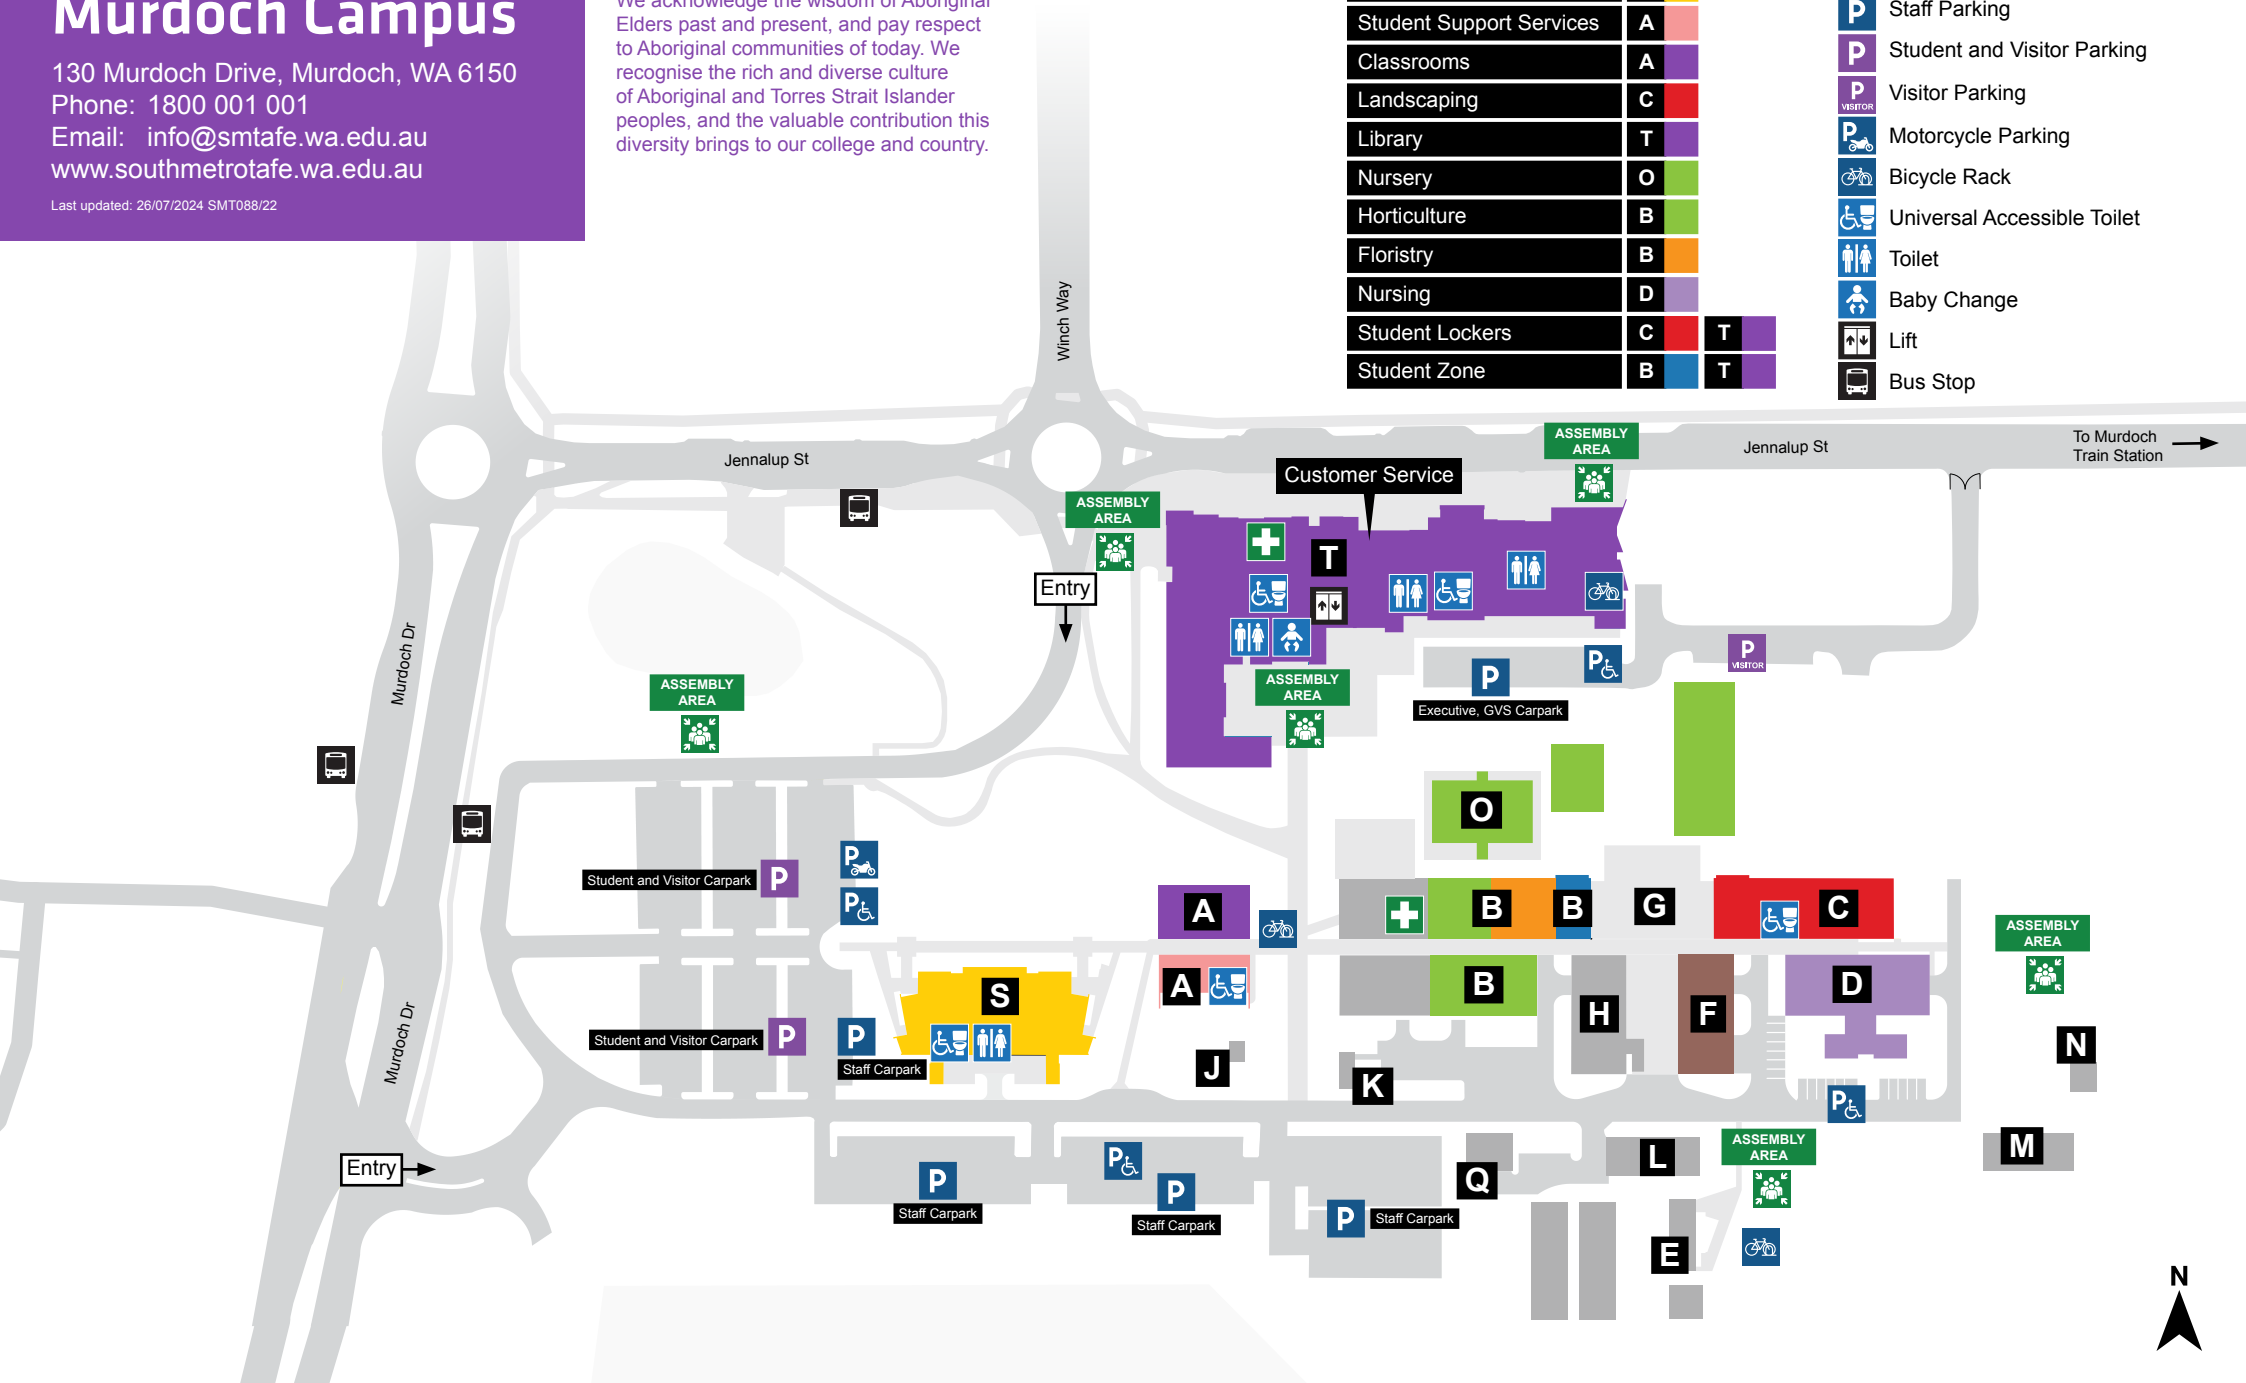 Murdoch Campus
130 Murdoch Drive, Murdoch, WA 6150
Phone: 1800 001 001
Email: info@smtafe.wa.edu.au
www.southmetrotafe.wa.edu.au
Last updated: 26/07/2024 SMT088/22
We acknowledge the wisdom of Aboriginal
Elders past and present, and pay respect
to Aboriginal communities of today. We
recognise the rich and diverse culture
of Aboriginal and Torres Strait Islander
peoples, and the valuable contribution this
diversity brings to our college and country.
Student Support Services A
Classrooms A
Landscaping C
Library T
Nursery O
Horticulture B
Floristry B
Nursing D
Student Lockers C T
Student Zone B T
P Staff Parking
P Student and Visitor Parking
P VISITOR Visitor Parking
P Motorcycle Parking
Bicycle Rack
Universal Accessible Toilet
Toilet
Baby Change
Lift
Bus Stop
Winch Way
Jennalup St
ASSEMBLY
AREA
Jennalup St
To Murdoch
Train Station
Customer Service
ASSEMBLY
AREA
T
Entry
Murdoch Dr
ASSEMBLY
AREA
ASSEMBLY
AREA
P
P
P
VISITOR
Executive, GVS Carpark
O
Student and Visitor Carpark
P
P
P
A
B
B
G
C
ASSEMBLY
AREA
S
A
B
H
F
D
Murdoch Dr
Student and Visitor Carpark
P
P
Staff Carpark
J
K
N
P
Entry
P
Staff Carpark
P
P
Staff Carpark
P
Staff Carpark
Q
L
ASSEMBLY
AREA
M
E
N